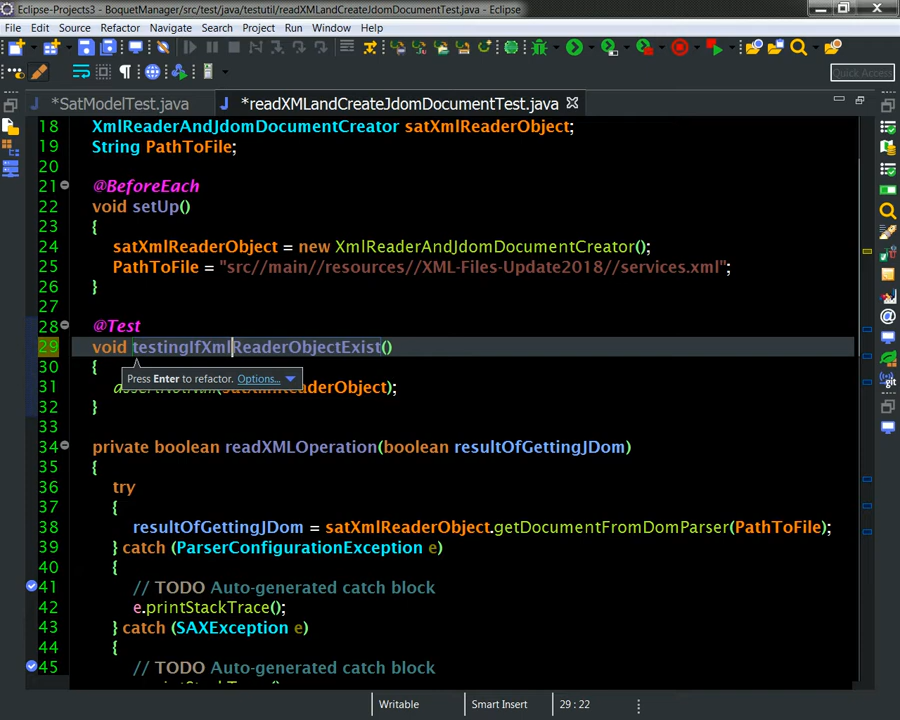 Eclipse-Projects3 - BoquetManager/src/test/java/testutil/readXMLandCreateJdomDocumentTest.java - Eclipse
File Edit Source Refactor Navigate Search Project Run Window Help
Quick Access
*SatModelTest.java *readXMLandCreateJdomDocumentTest.java
18 XmlReaderAndJdomDocumentCreator satXmlReaderObject;
19 String PathToFile;
20
21 @BeforeEach
22 void setUp()
23 {
24 satXmlReaderObject = new XmlReaderAndJdomDocumentCreator();
25 PathToFile = "src//main//resources//XML-Files-Update2018//services.xml";
26 }
27
28 @Test
29 void testingIfXmlReaderObjectExist()
30 {
Press Enter to refactor. Options...
31 assertNotNull(satXmlReaderObject);
32 }
33
34 private boolean readXMLOperation(boolean resultOfGettingJDom)
35 {
36 try
37 {
38 resultOfGettingJDom = satXmlReaderObject.getDocumentFromDomParser(PathToFile);
39 } catch (ParserConfigurationException e)
40 {
41 // TODO Auto-generated catch block
42 e.printStackTrace();
43 } catch (SAXException e)
44 {
45 // TODO Auto-generated catch block
Writable Smart Insert 29 : 22